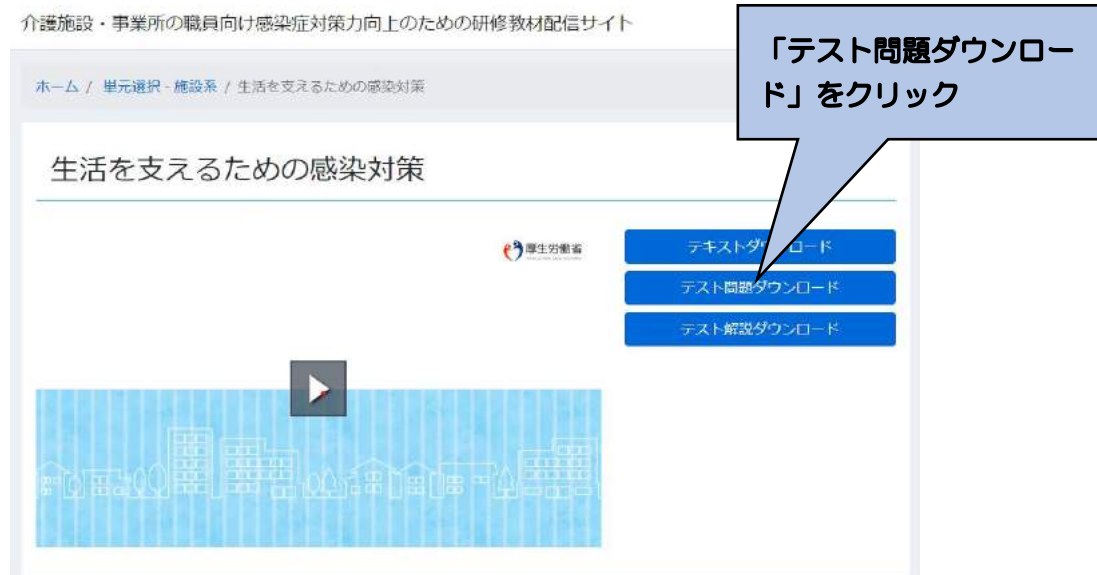 介護施設・事業所の職員向け感染症対策力向上のための研修教材配信サイト
「テスト問題ダウンロー
ド」をクリック
ホーム / 単元選択 - 施設系 / 生活を支えるための感染対策
生活を支えるための感染対策
厚生労働省
テキストダウンロード
テスト問題ダウンロード
テスト解説ダウンロード